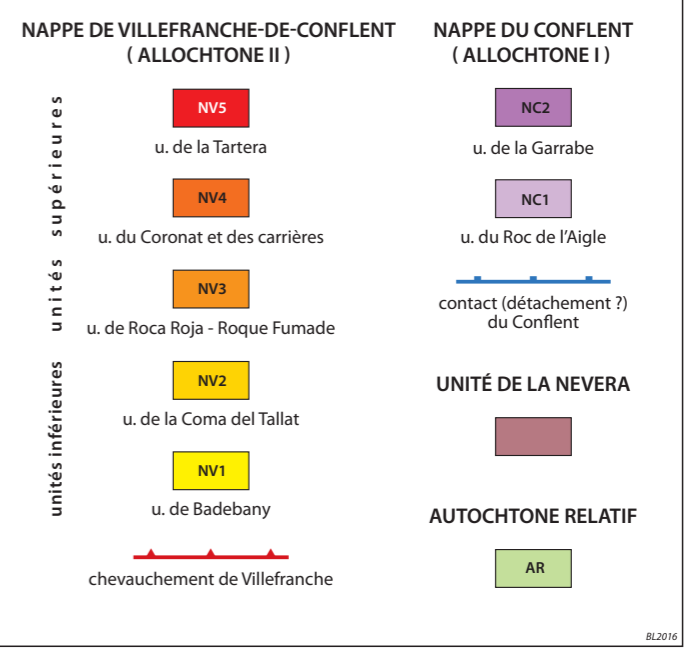 NAPPE DE VILLEFRANCHE-DE-CONFLENT
( ALLOCHTONE II )
unités supérieures
NV5
u. de la Tartera
NV4
u. du Coronat et des carrières
NV3
u. de Roca Roja - Roque Fumade
unités inférieures
NV2
u. de la Coma del Tallat
NV1
u. de Badebany
chevauchement de Villefranche
NAPPE DU CONFLENT
( ALLOCHTONE I )
NC2
u. de la Garrabe
NC1
u. du Roc de l'Aigle
contact (détachement ?)
du Conflent
UNITÉ DE LA NEVERA
AUTOCHTONE RELATIF
AR
BL2016